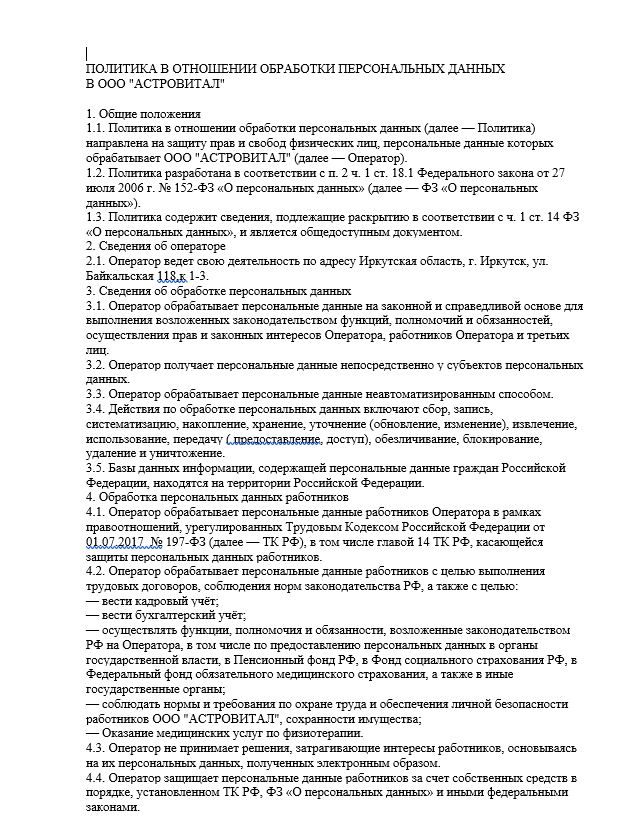 ПОЛИТИКА В ОТНОШЕНИИ ОБРАБОТКИ ПЕРСОНАЛЬНЫХ ДАННЫХ
В ООО "АСТРОВИТАЛ"
1. Общие положения
1.1. Политика в отношении обработки персональных данных (далее — Политика)
направлена на защиту прав и свобод физических лиц, персональные данные которых
обрабатывает ООО "АСТРОВИТАЛ" (далее — Оператор).
1.2. Политика разработана в соответствии с п. 2 ч. 1 ст. 18.1 Федерального закона от 27
июля 2006 г. № 152-ФЗ «О персональных данных» (далее — ФЗ «О персональных
данных»).
1.3. Политика содержит сведения, подлежащие раскрытию в соответствии с ч. 1 ст. 14 ФЗ
«О персональных данных», и является общедоступным документом.
2. Сведения об операторе
2.1. Оператор ведет свою деятельность по адресу Иркутская область, г. Иркутск, ул.
Байкальская 118,к 1-3.
3. Сведения об обработке персональных данных
3.1. Оператор обрабатывает персональные данные на законной и справедливой основе для
выполнения возложенных законодательством функций, полномочий и обязанностей,
осуществления прав и законных интересов Оператора, работников Оператора и третьих
лиц.
3.2. Оператор получает персональные данные непосредственно у субъектов персональных
данных.
3.3. Оператор обрабатывает персональные данные неавтоматизированным способом.
3.4. Действия по обработке персональных данных включают сбор, запись,
систематизацию, накопление, хранение, уточнение (обновление, изменение), извлечение,
использование, передачу ( предоставление, доступ), обезличивание, блокирование,
удаление и уничтожение.
3.5. Базы данных информации, содержащей персональные данные граждан Российской
Федерации, находятся на территории Российской Федерации.
4. Обработка персональных данных работников
4.1. Оператор обрабатывает персональные данные работников Оператора в рамках
правоотношений, урегулированных Трудовым Кодексом Российской Федерации от
01.07.2017 № 197-ФЗ (далее — ТК РФ), в том числе главой 14 ТК РФ, касающейся
защиты персональных данных работников.
4.2. Оператор обрабатывает персональные данные работников с целью выполнения
трудовых договоров, соблюдения норм законодательства РФ, а также с целью:
— вести кадровый учёт;
— вести бухгалтерский учёт;
— осуществлять функции, полномочия и обязанности, возложенные законодательством
РФ на Оператора, в том числе по предоставлению персональных данных в органы
государственной власти, в Пенсионный фонд РФ, в Фонд социального страхования РФ, в
Федеральный фонд обязательного медицинского страхования, а также в иные
государственные органы;
— соблюдать нормы и требования по охране труда и обеспечения личной безопасности
работников ООО "АСТРОВИТАЛ", сохранности имущества;
— Оказание медицинских услуг по физиотерапии.
4.3. Оператор не принимает решения, затрагивающие интересы работников, основываясь
на их персональных данных, полученных электронным образом.
4.4. Оператор защищает персональные данные работников за счет собственных средств в
порядке, установленном ТК РФ, ФЗ «О персональных данных» и иными федеральными
законами.